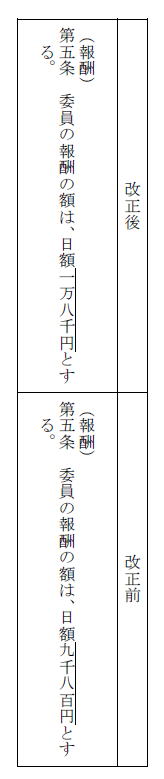 改正後
（報酬）
第五条　委員の報酬の額は、日額一万八千円とす
る。
改正前
（報酬）
第五条　委員の報酬の額は、日額九千八百円とす
る。